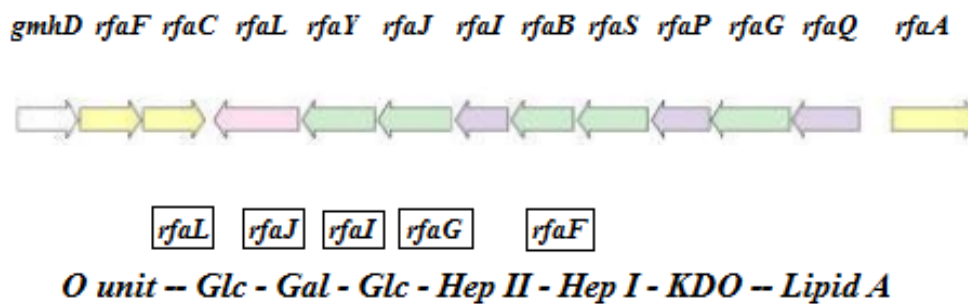 gmhD rfaF rfaC rfaL rfaY rfaJ rfaI rfaB rfaS rfaP rfaG rfaQ rfaA
rfaL rfaJ rfaI rfaG rfaF
O unit -- Glc - Gal - Glc - Hep II - Hep I - KDO -- Lipid A